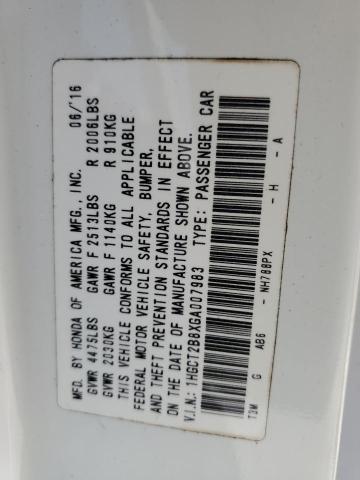 MFD. BY HONDA OF AMERICA MFG., INC. 06/'16
GVWR 4475LBS GAWR F 2513LBS R 2006LBS
GVWR 2030KG GAWR F 1140KG R 910KG
THIS VEHICLE CONFORMS TO ALL APPLICABLE
FEDERAL MOTOR VEHICLE SAFETY, BUMPER,
AND THEFT PREVENTION STANDARDS IN EFFECT
ON THE DATE OF MANUFACTURE SHOWN ABOVE.
V.I.N.: 1HGCT2B8XGA007983 TYPE: PASSENGER CAR
T3M G AB6 - NH788PX - H - A